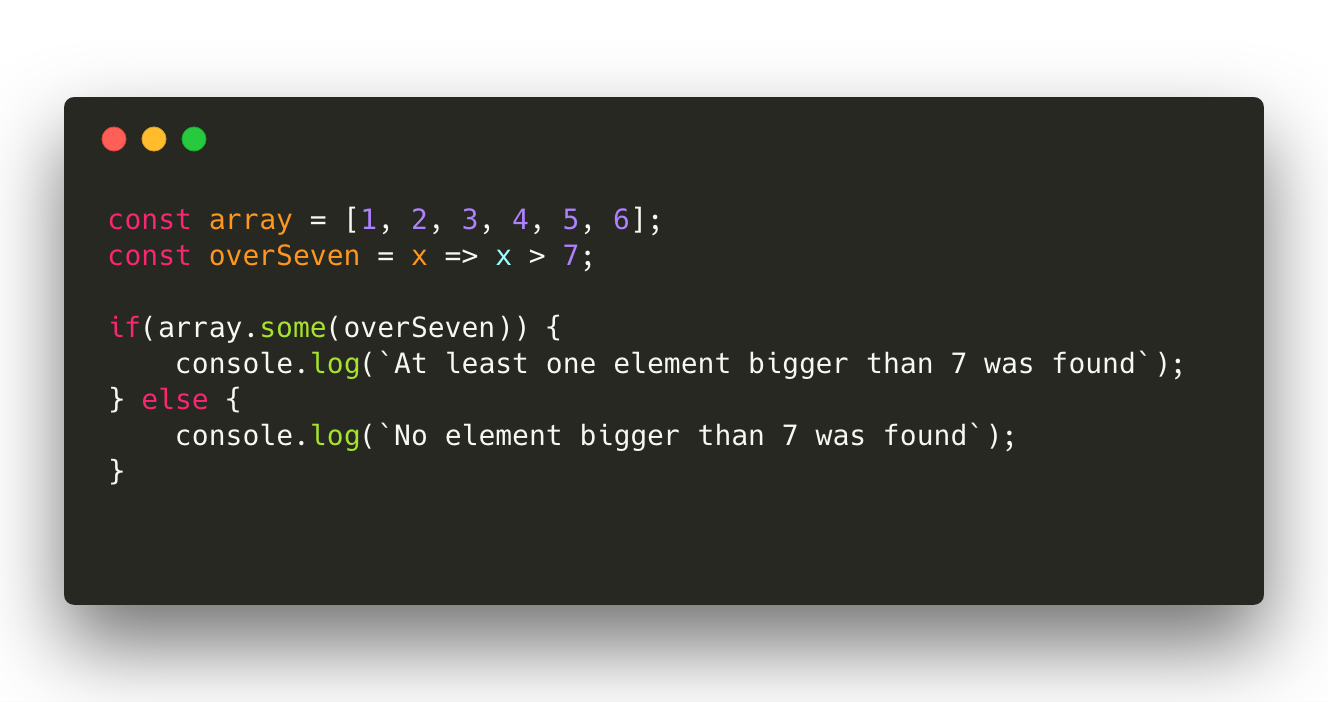 const array = [1, 2, 3, 4, 5, 6];
const overSeven = x => x > 7;

if(array.some(overSeven)) {
    console.log(`At least one element bigger than 7 was found`);
} else {
    console.log(`No element bigger than 7 was found`);
}